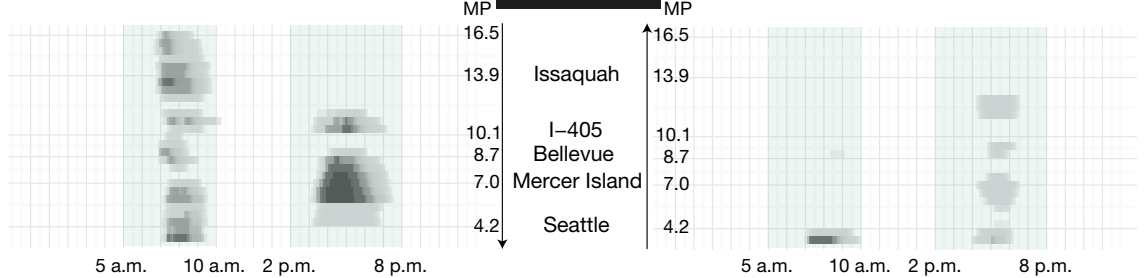 MP MP
16.5 16.5
13.9 Issaquah 13.9
10.1 I–405 10.1
8.7 Bellevue 8.7
7.0 Mercer Island 7.0
4.2 Seattle 4.2
5 a.m. 10 a.m. 2 p.m. 8 p.m. 5 a.m. 10 a.m. 2 p.m. 8 p.m.